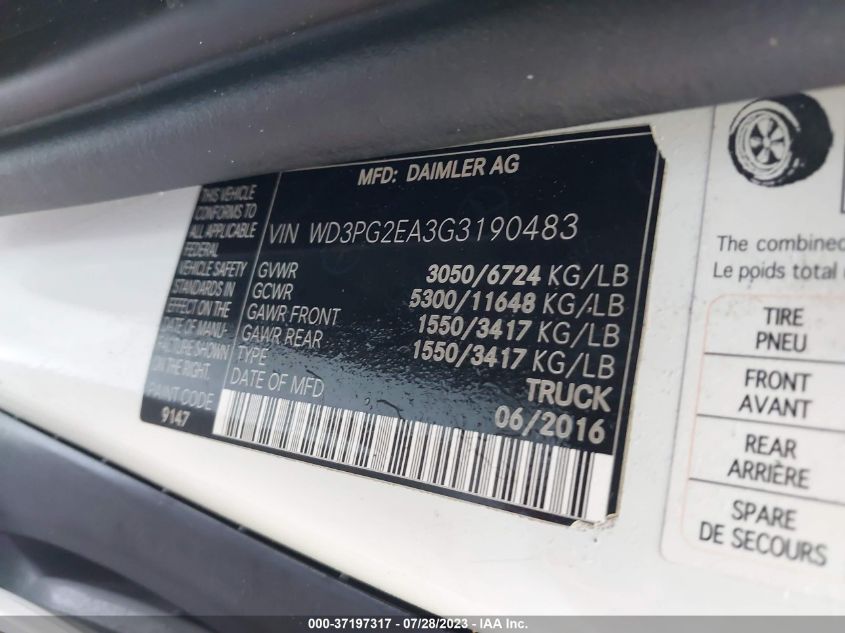 MFD: DAIMLER AG
THIS VEHICLE
CONFORMS TO
ALL APPLICABLE
FEDERAL
VEHICLE SAFETY
STANDARDS IN
EFFECT ON THE
DATE OF MANU-
FACTURE SHOWN
ON THE RIGHT.
PAINT CODE
9147
VIN WD3PG2EA3G3190483
GVWR 3050/6724 KG/LB
GCWR 5300/11648 KG/LB
GAWR FRONT 1550/3417 KG/LB
GAWR REAR 1550/3417 KG/LB
TYPE TRUCK
DATE OF MFD 06/2016
The combined
Le poids total
TIRE
PNEU
FRONT
AVANT
REAR
ARRIÈRE
SPARE
DE SECOURS
000-37197317 - 07/28/2023 - IAA Inc.